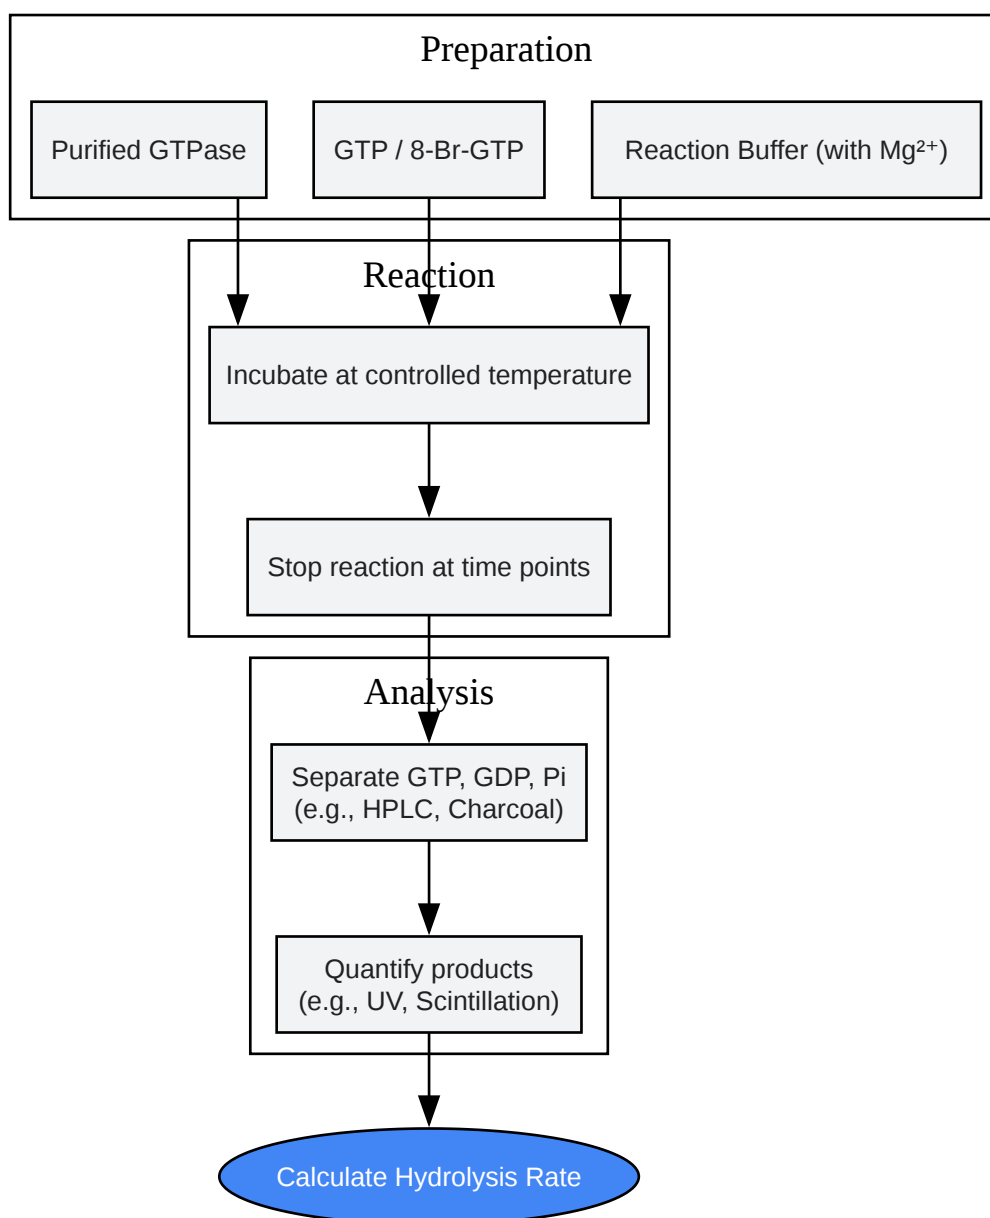 Preparation
Purified GTPase
GTP / 8-Br-GTP
Reaction Buffer (with Mg²⁺)
Reaction
Incubate at controlled temperature
Stop reaction at time points
Analysis
Separate GTP, GDP, Pi
(e.g., HPLC, Charcoal)
Quantify products
(e.g., UV, Scintillation)
Calculate Hydrolysis Rate